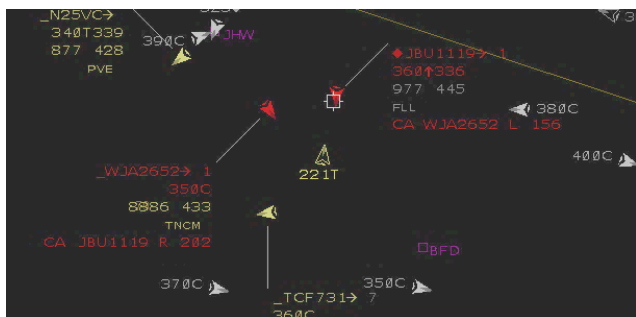 _N25VC→
340T339
877 428
PVE
390C
JHW
◆JBU1119→ 1
360↑336
977 445
FLL
CA WJA2652 L 156
380C
400C
221T
_WJA2652→ 1
350C
8886 433
TNCM
CA JBU1119 R 202
BFD
370C
350C
_TCF731→ 7
360C